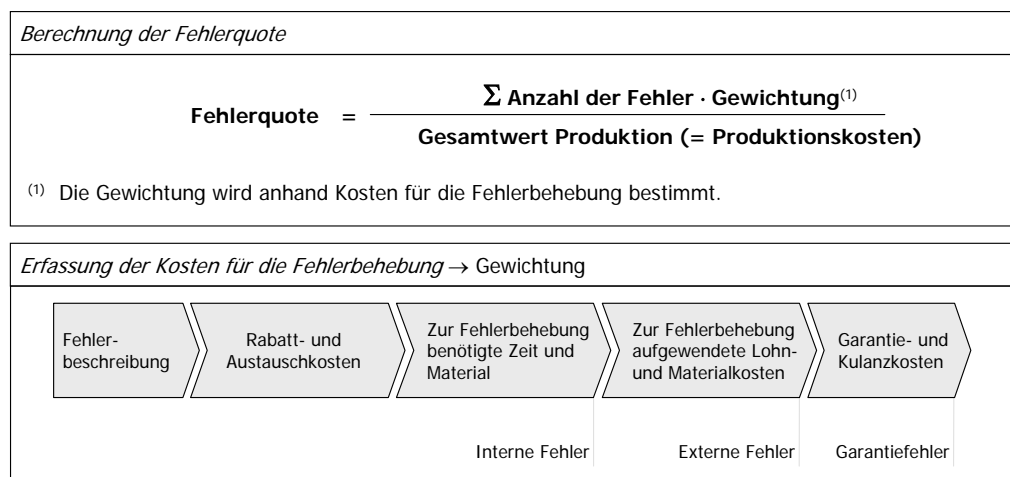 Berechnung der Fehlerquote
Fehlerquote = Σ Anzahl der Fehler · Gewichtung(1)
Gesamtwert Produktion (= Produktionskosten)
(1) Die Gewichtung wird anhand Kosten für die Fehlerbehebung bestimmt.
Erfassung der Kosten für die Fehlerbehebung → Gewichtung
Fehler-
beschreibung
Rabatt- und
Austauschkosten
Zur Fehlerbehebung
benötigte Zeit und
Material
Zur Fehlerbehebung
aufgewendete Lohn-
und Materialkosten
Garantie- und
Kulanzkosten
Interne Fehler
Externe Fehler
Garantiefehler